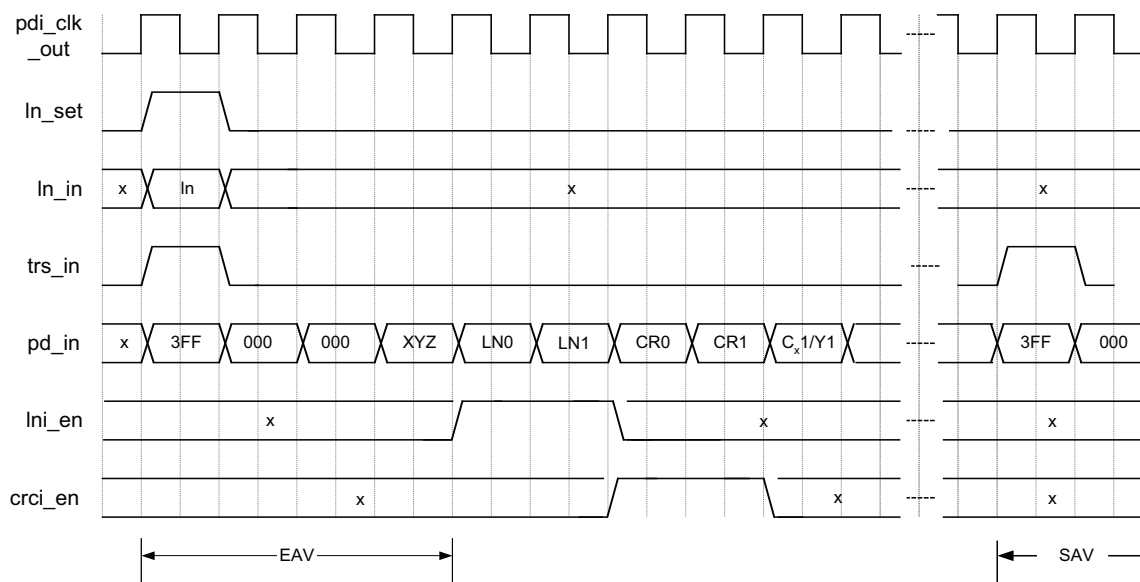 pdi_clk
_out
ln_set
ln_in
x
ln
x
x
trs_in
pd_in
x
3FF
000
000
XYZ
LN0
LN1
CR0
CR1
Cx1/Y1
3FF
000
lni_en
x
x
x
crci_en
x
x
x
EAV
SAV